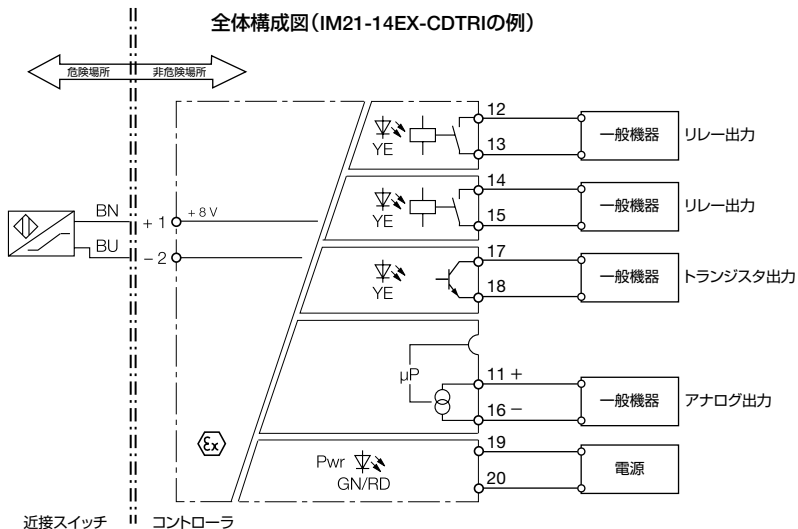 全体構成図(IM21-14EX-CDTRIの例)
危険場所 非危険場所
12
YE
13
一般機器 リレー出力
14
YE
15
一般機器 リレー出力
BN
+ 1
+ 8 V
BU
− 2
17
YE
18
一般機器 トランジスタ出力
µP
11 +
16 −
一般機器 アナログ出力
Ex
Pwr
GN/RD
19
20
電源
近接スイッチ コントローラ